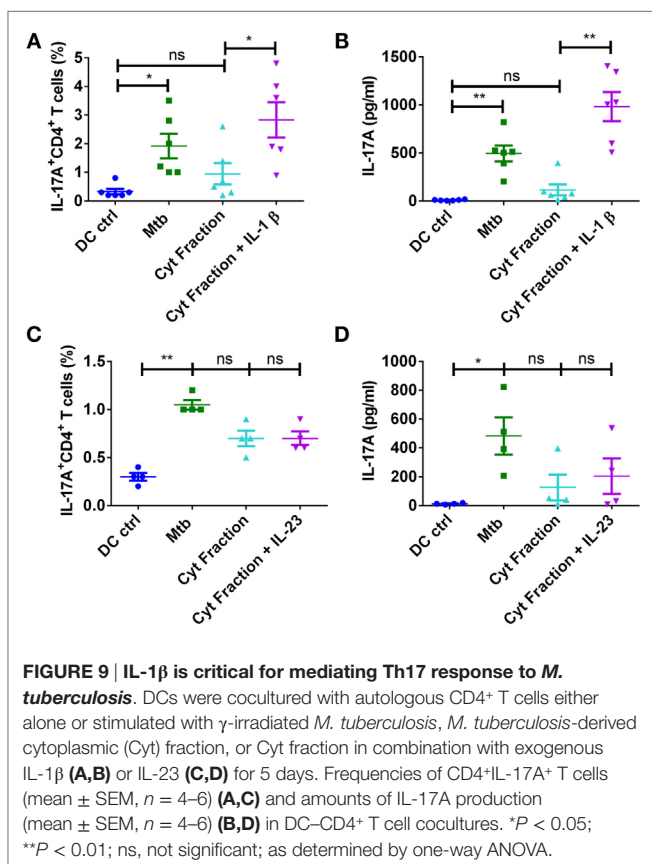 A
ns
*
*
IL-17A⁺CD4⁺ T cells (%)
5
4
3
2
1
0
DC ctrl
Mtb
Cyt Fraction
Cyt Fraction + IL-1 β
B
**
ns
**
IL-17A (pg/ml)
1500
1000
500
0
DC ctrl
Mtb
Cyt Fraction
Cyt Fraction + IL-1 β
C
** ns ns
IL-17A⁺CD4⁺ T cells (%)
1.5
1.0
0.5
0.0
DC ctrl
Mtb
Cyt Fraction
Cyt Fraction + IL-23
D
* ns ns
IL-17A (pg/ml)
1000
800
600
400
200
0
DC ctrl
Mtb
Cyt Fraction
Cyt Fraction + IL-23
FIGURE 9 | IL-1β is critical for mediating Th17 response to M.
tuberculosis. DCs were cocultured with autologous CD4⁺ T cells either
alone or stimulated with γ-irradiated M. tuberculosis, M. tuberculosis-derived
cytoplasmic (Cyt) fraction, or Cyt fraction in combination with exogenous
IL-1β (A,B) or IL-23 (C,D) for 5 days. Frequencies of CD4⁺IL-17A⁺ T cells
(mean ± SEM, n = 4–6) (A,C) and amounts of IL-17A production
(mean ± SEM, n = 4–6) (B,D) in DC–CD4⁺ T cell cocultures. *P < 0.05;
**P < 0.01; ns, not significant; as determined by one-way ANOVA.